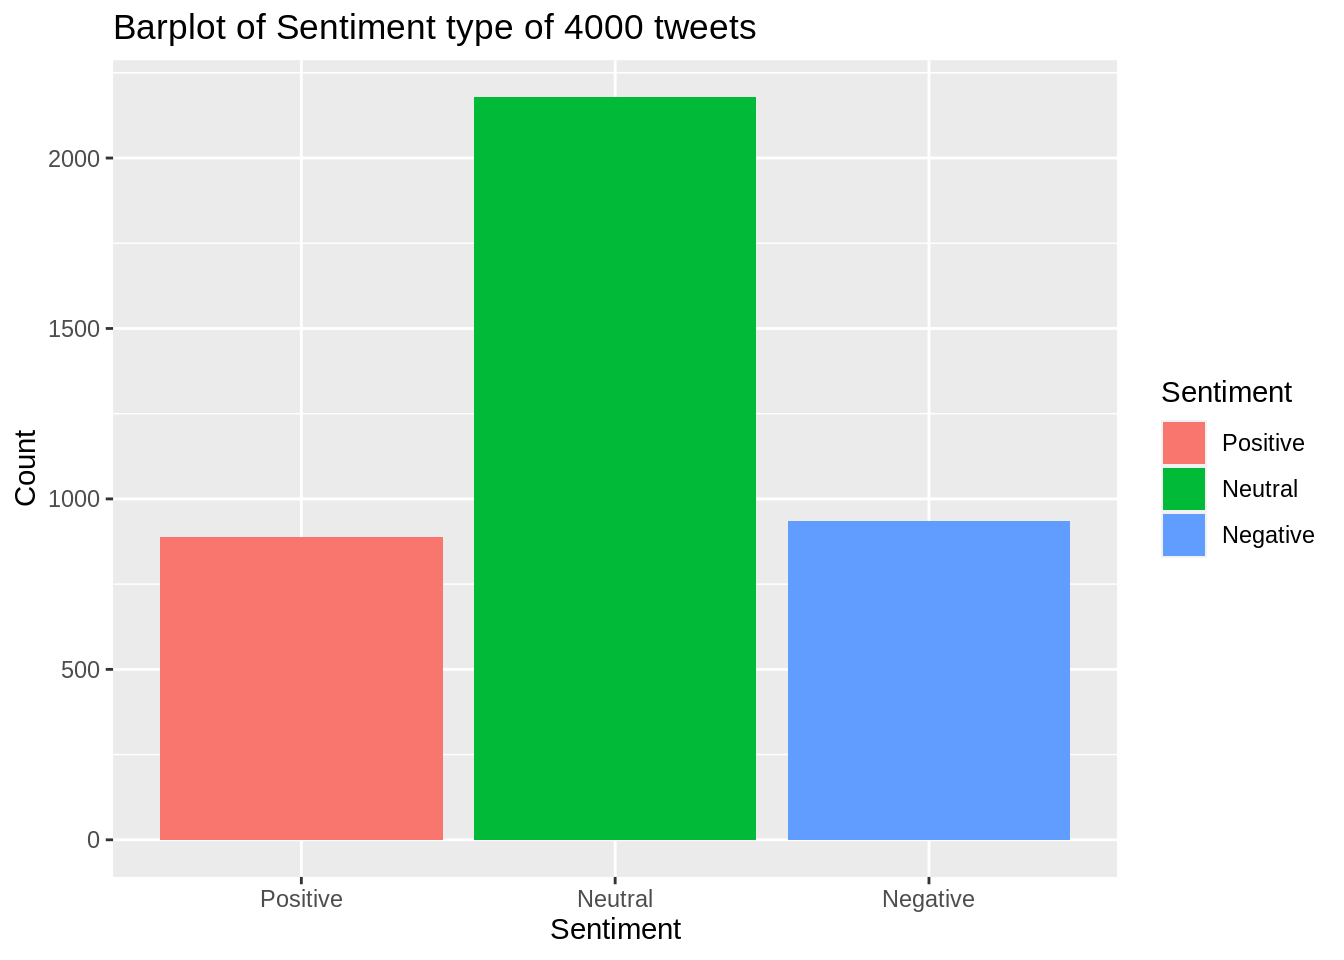 Barplot of Sentiment type of 4000 tweets
Count
2000
1500
1000
500
0
Positive
Neutral
Negative
Sentiment
Sentiment
Positive
Neutral
Negative